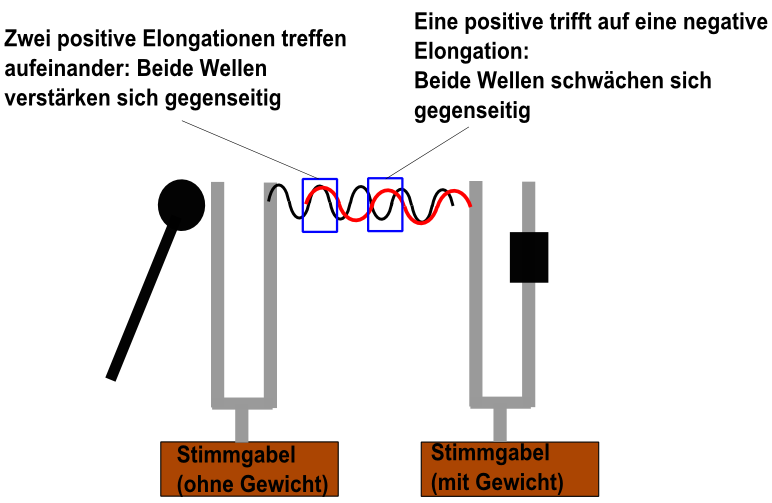 Zwei positive Elongationen treffen
aufeinander: Beide Wellen
verstärken sich gegenseitig
Eine positive trifft auf eine negative
Elongation:
Beide Wellen schwächen sich
gegenseitig
Stimmgabel
(ohne Gewicht)
Stimmgabel
(mit Gewicht)